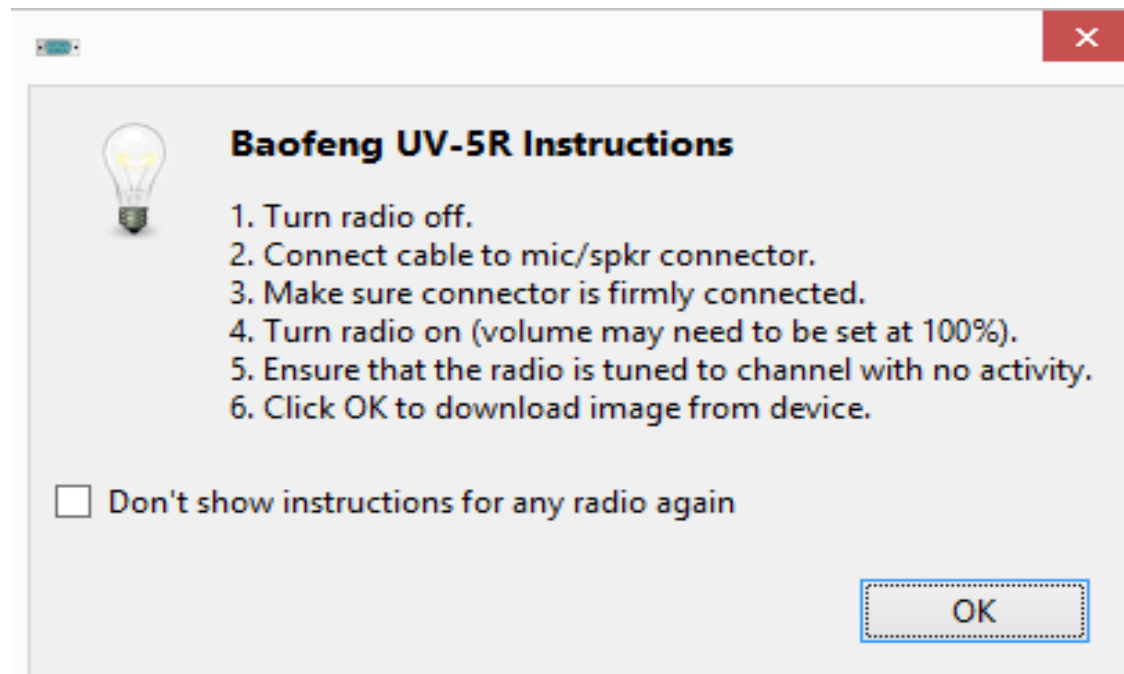 Baofeng UV-5R Instructions
1. Turn radio off.
2. Connect cable to mic/spkr connector.
3. Make sure connector is firmly connected.
4. Turn radio on (volume may need to be set at 100%).
5. Ensure that the radio is tuned to channel with no activity.
6. Click OK to download image from device.
Don't show instructions for any radio again
OK